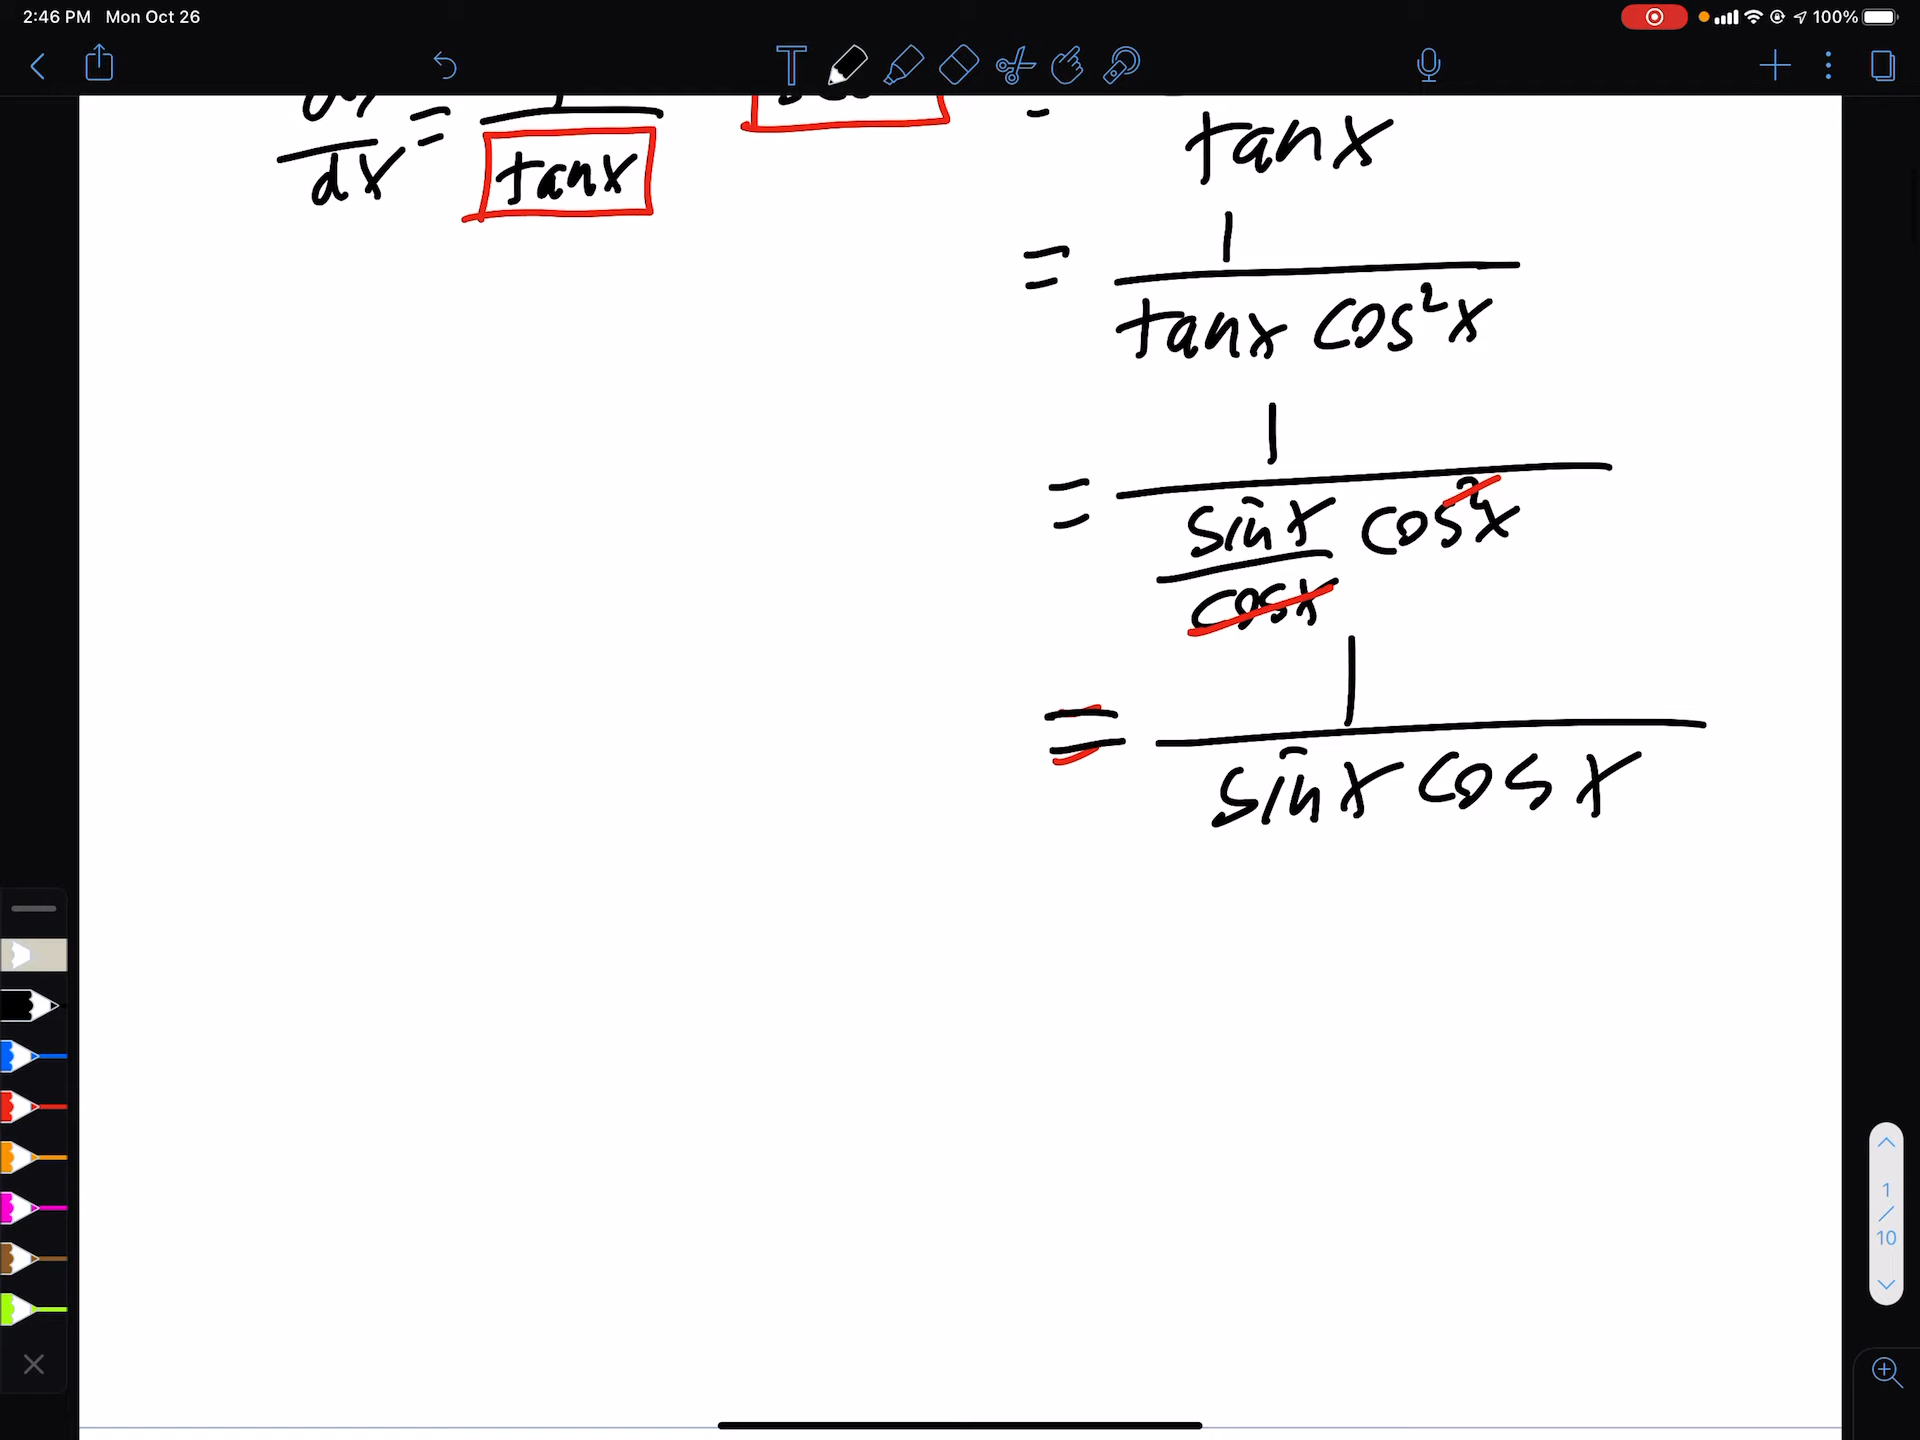 2:46 PM Mon Oct 26
100%
T
dx = tanx
= tanx
= 1 / tanx cos²x
= 1 / sinx / cosx cos²x
= 1 / sinx cosx
1
/
10